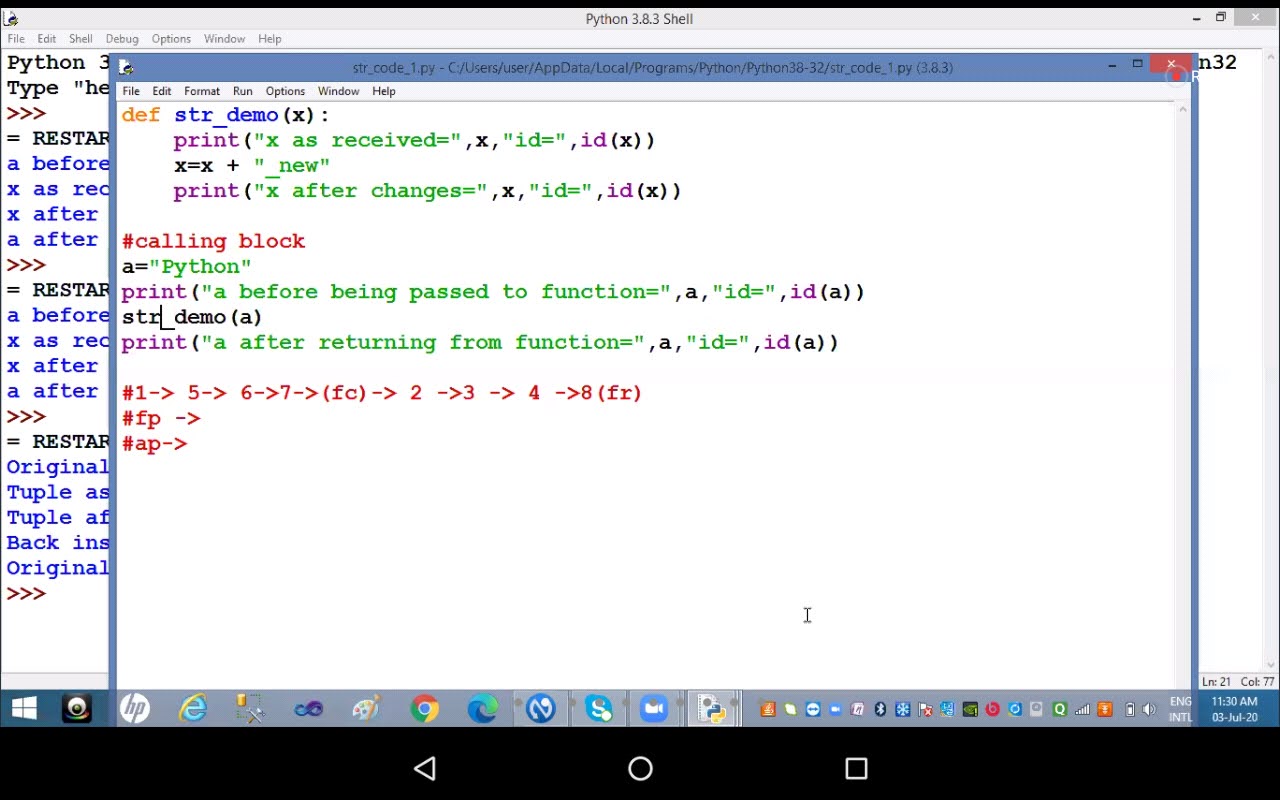 Python 3.8.3 Shell
File Edit Shell Debug Options Window Help
Python 3
n32
Type "he
>>>
= RESTAR
a before
x as rec
x after
a after
>>>
= RESTAR
a before
x as rec
x after
a after
>>>
= RESTAR
Original
Tuple as
Tuple af
Back ins
Original
>>>
str_code_1.py - C:/Users/user/AppData/Local/Programs/Python/Python38-32/str_code_1.py (3.8.3)
File Edit Format Run Options Window Help
def str_demo(x):
    print("x as received=",x,"id=",id(x))
    x=x + "_new"
    print("x after changes=",x,"id=",id(x))
#calling block
a="Python"
print("a before being passed to function=",a,"id=",id(a))
str_demo(a)
print("a after returning from function=",a,"id=",id(a))
#1-> 5-> 6->7->(fc)-> 2 ->3 -> 4 ->8(fr)
#fp ->
#ap->
Ln: 21 Col: 77
hp
ENG
INTL
11:30 AM
03-Jul-20